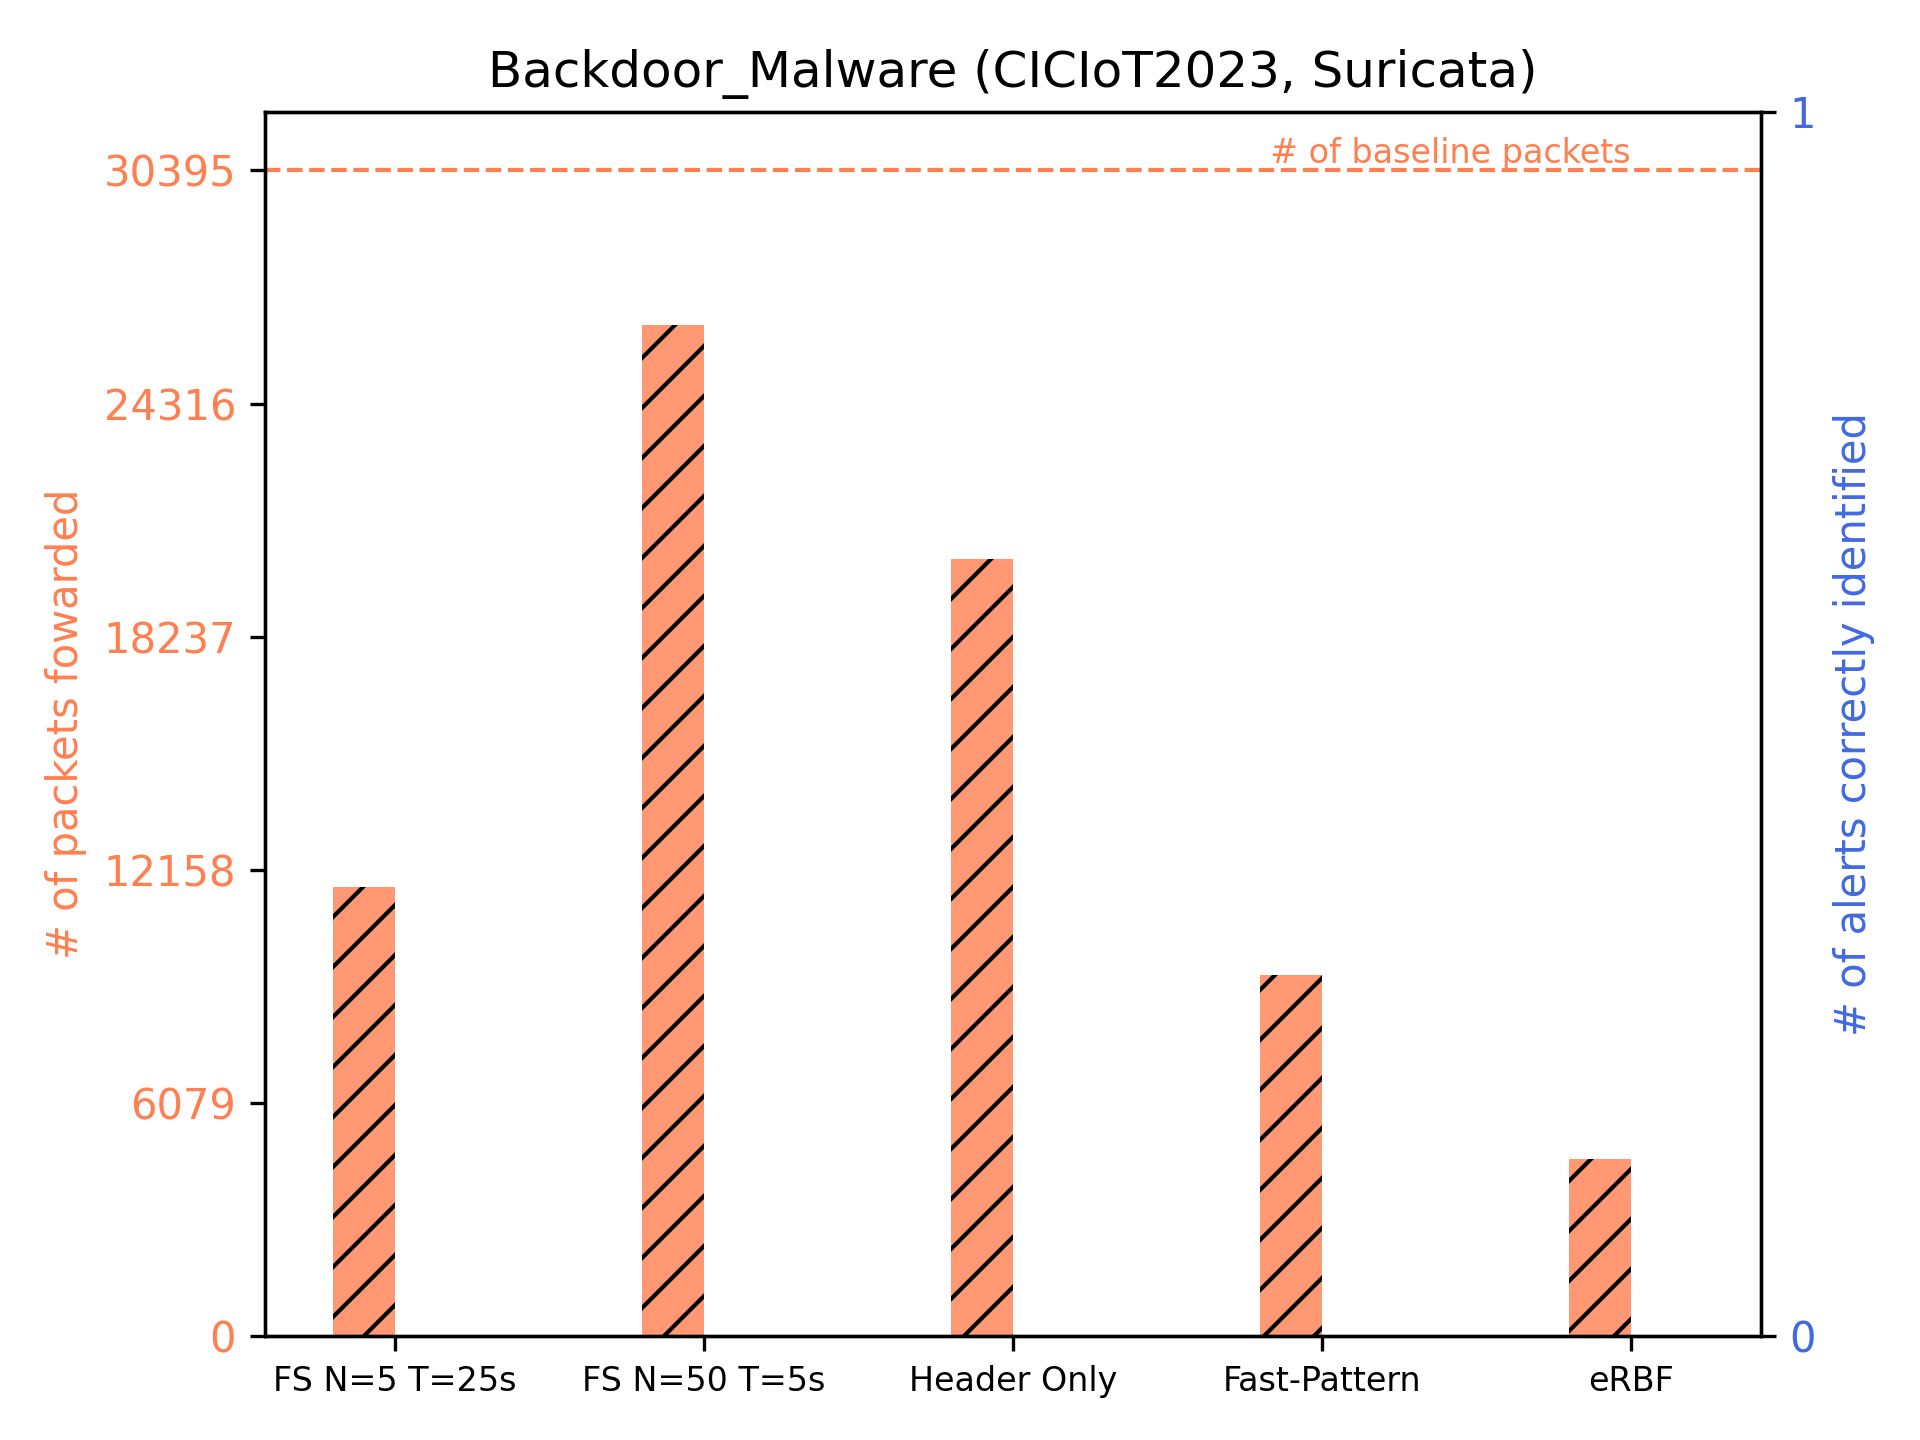 Backdoor_Malware (CICIoT2023, Suricata)
1
# of baseline packets
30395
24316
18237
12158
6079
0
0
# of packets fowarded
# of alerts correctly identified
FS N=5 T=25s
FS N=50 T=5s
Header Only
Fast-Pattern
eRBF